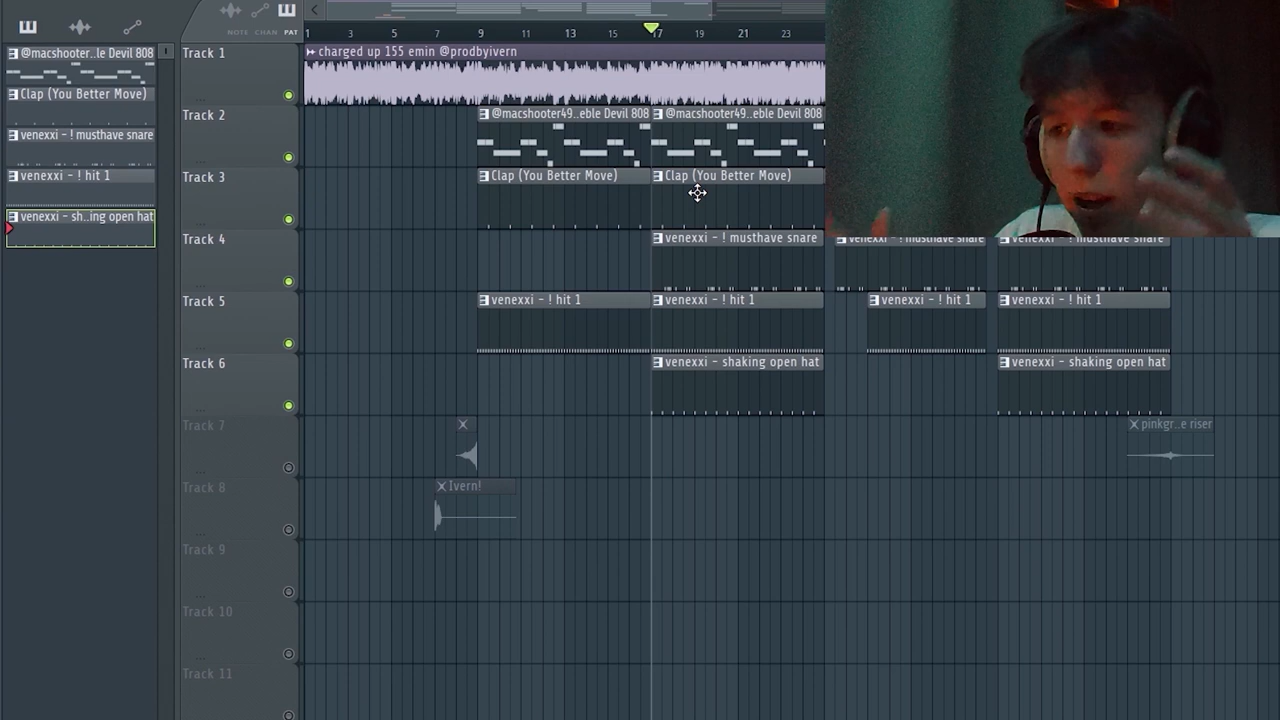 NOTE CHAN PAT
1 3 5 7 9 11 13 15 17 19 21 23
@macshooter..le Devil 808
Clap (You Better Move)
venexxi - ! musthave snare
venexxi - ! hit 1
venexxi - sh..ing open hat
Track 1
charged up 155 emin @prodbyivern
Track 2
@macshooter49..eble Devil 808
@macshooter49..eble Devil 808
Track 3
Clap (You Better Move)
Clap (You Better Move)
Track 4
venexxi - ! musthave snare
venexxi - ! musthave snare
venexxi - ! musthave snare
Track 5
venexxi - ! hit 1
venexxi - ! hit 1
venexxi - ! hit 1
venexxi - ! hit 1
Track 6
venexxi - shaking open hat
venexxi - shaking open hat
Track 7
pinkgr..e riser
Track 8
Ivern!
Track 9
Track 10
Track 11